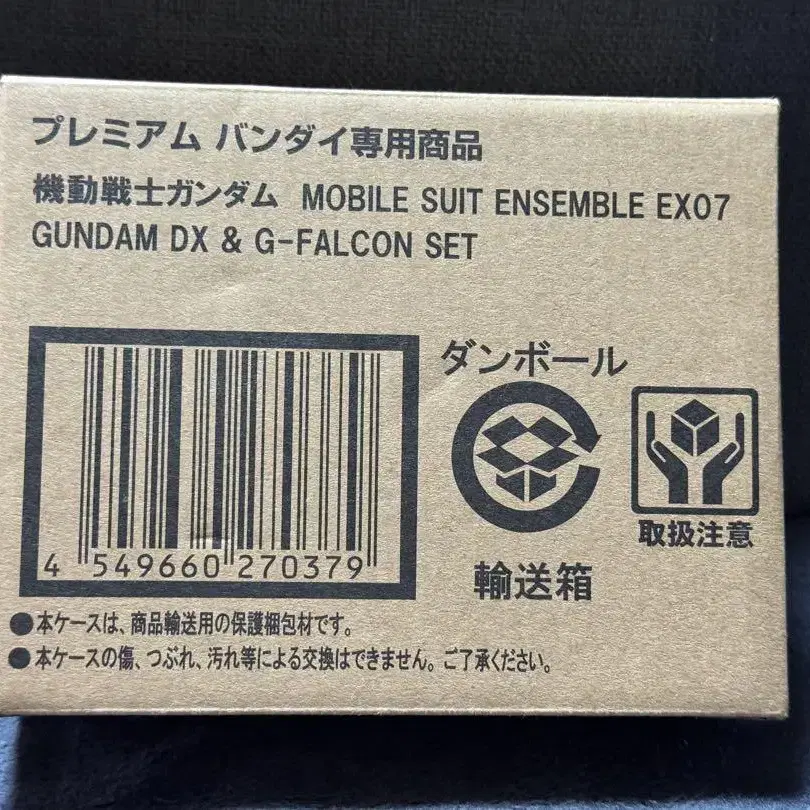 プレミアム バンダイ専用商品
機動戦士ガンダム MOBILE SUIT ENSEMBLE EX07
GUNDAM DX & G-FALCON SET
ダンボール
取扱注意
輸送箱
4 549660 270379
●本ケースは、商品輸送用の保護梱包材です。
●本ケースの傷、つぶれ、汚れ等による交換はできません。ご了承ください。